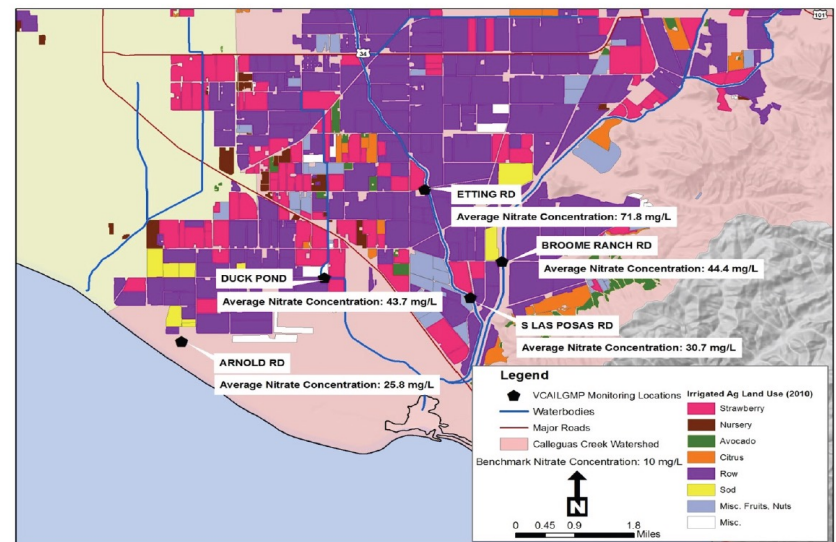 101
34
ETTING RD
Average Nitrate Concentration: 71.8 mg/L
BROOME RANCH RD
Average Nitrate Concentration: 44.4 mg/L
DUCK POND
Average Nitrate Concentration: 43.7 mg/L
S LAS POSAS RD
Average Nitrate Concentration: 30.7 mg/L
ARNOLD RD
Average Nitrate Concentration: 25.8 mg/L
Legend
VCAILGMP Monitoring Locations
Waterbodies
Major Roads
Calleguas Creek Watershed
Benchmark Nitrate Concentration: 10 mg/L
N
0 0.45 0.9 1.8
Miles
Irrigated Ag Land Use (2010)
Strawberry
Nursery
Avocado
Citrus
Row
Sod
Misc. Fruits, Nuts
Misc.